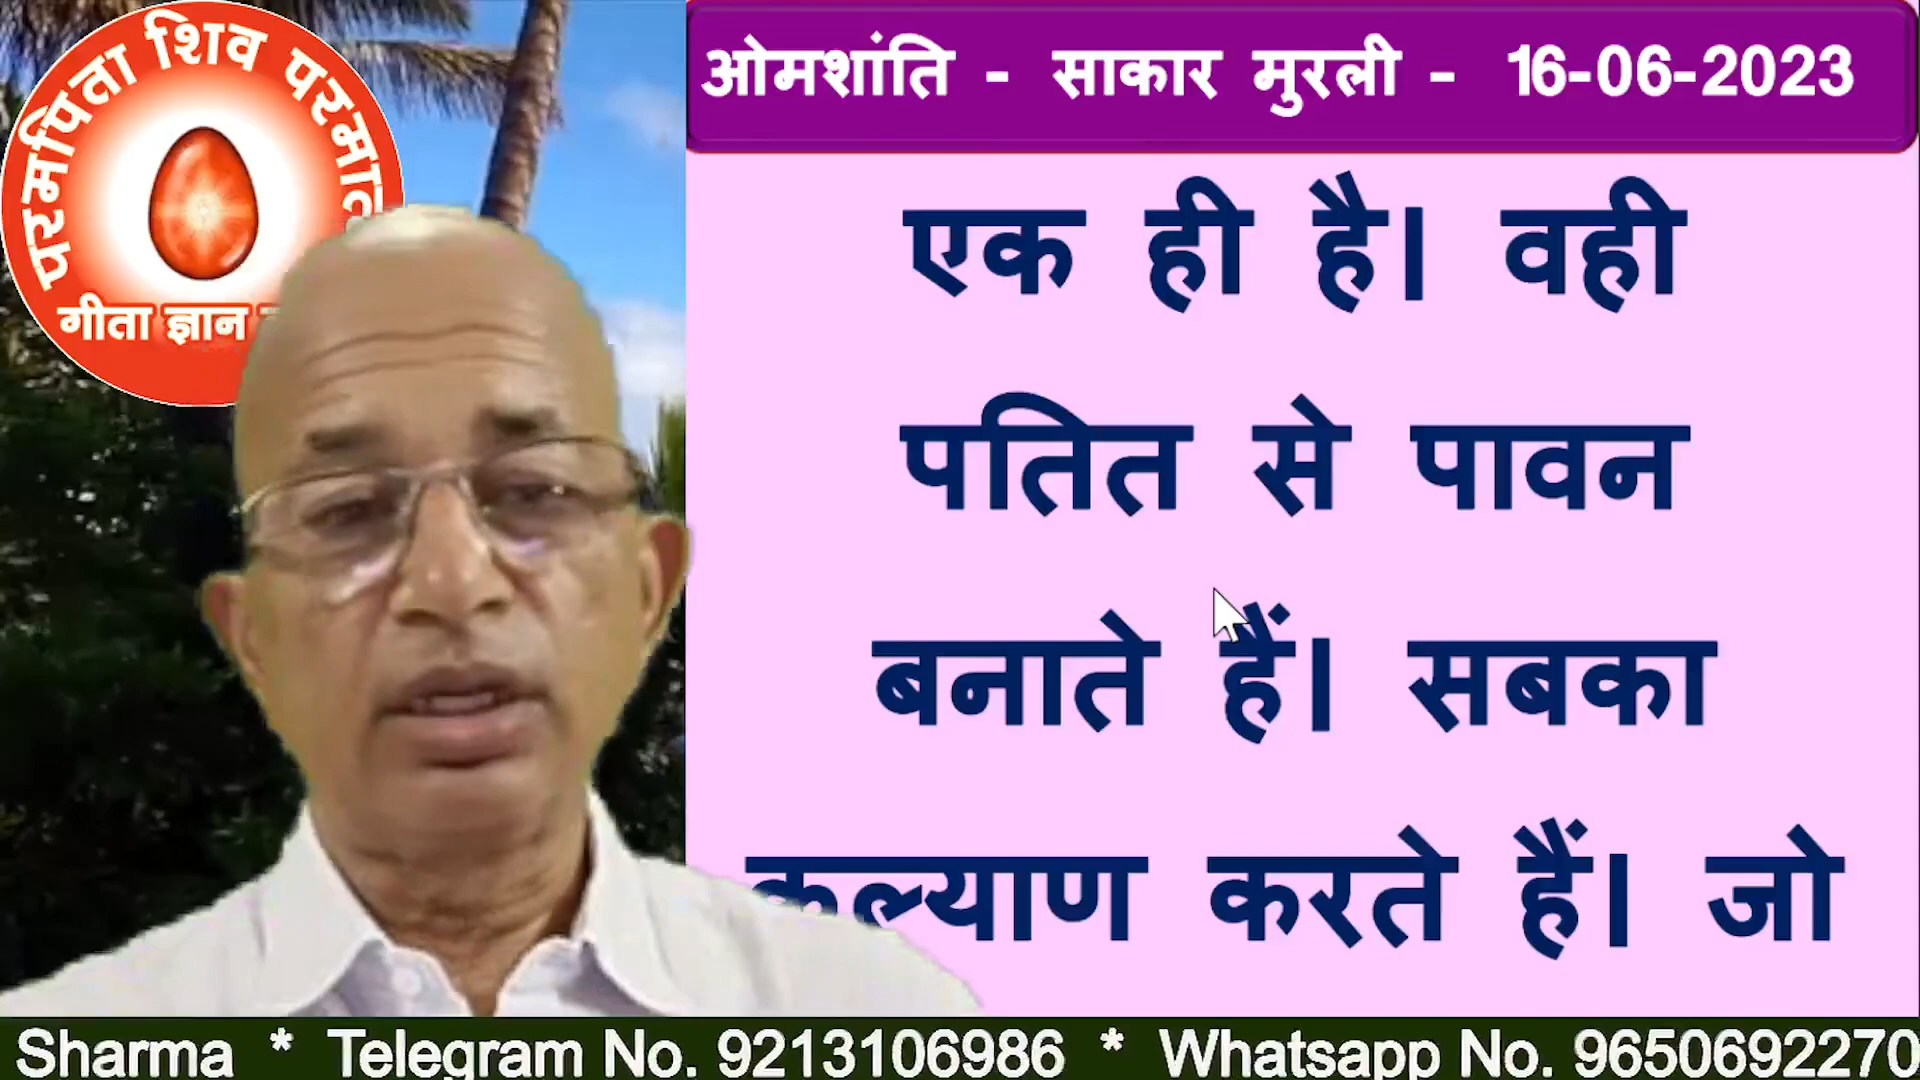 परमपिता शिव
गीता ज्ञान
ओमशांति - साकार मुरली - 16-06-2023
एक ही है। वही
पतित से पावन
बनाते हैं। सबका
कल्याण करते हैं। जो
Sharma * Telegram No. 9213106986 * Whatsapp No. 9650692270